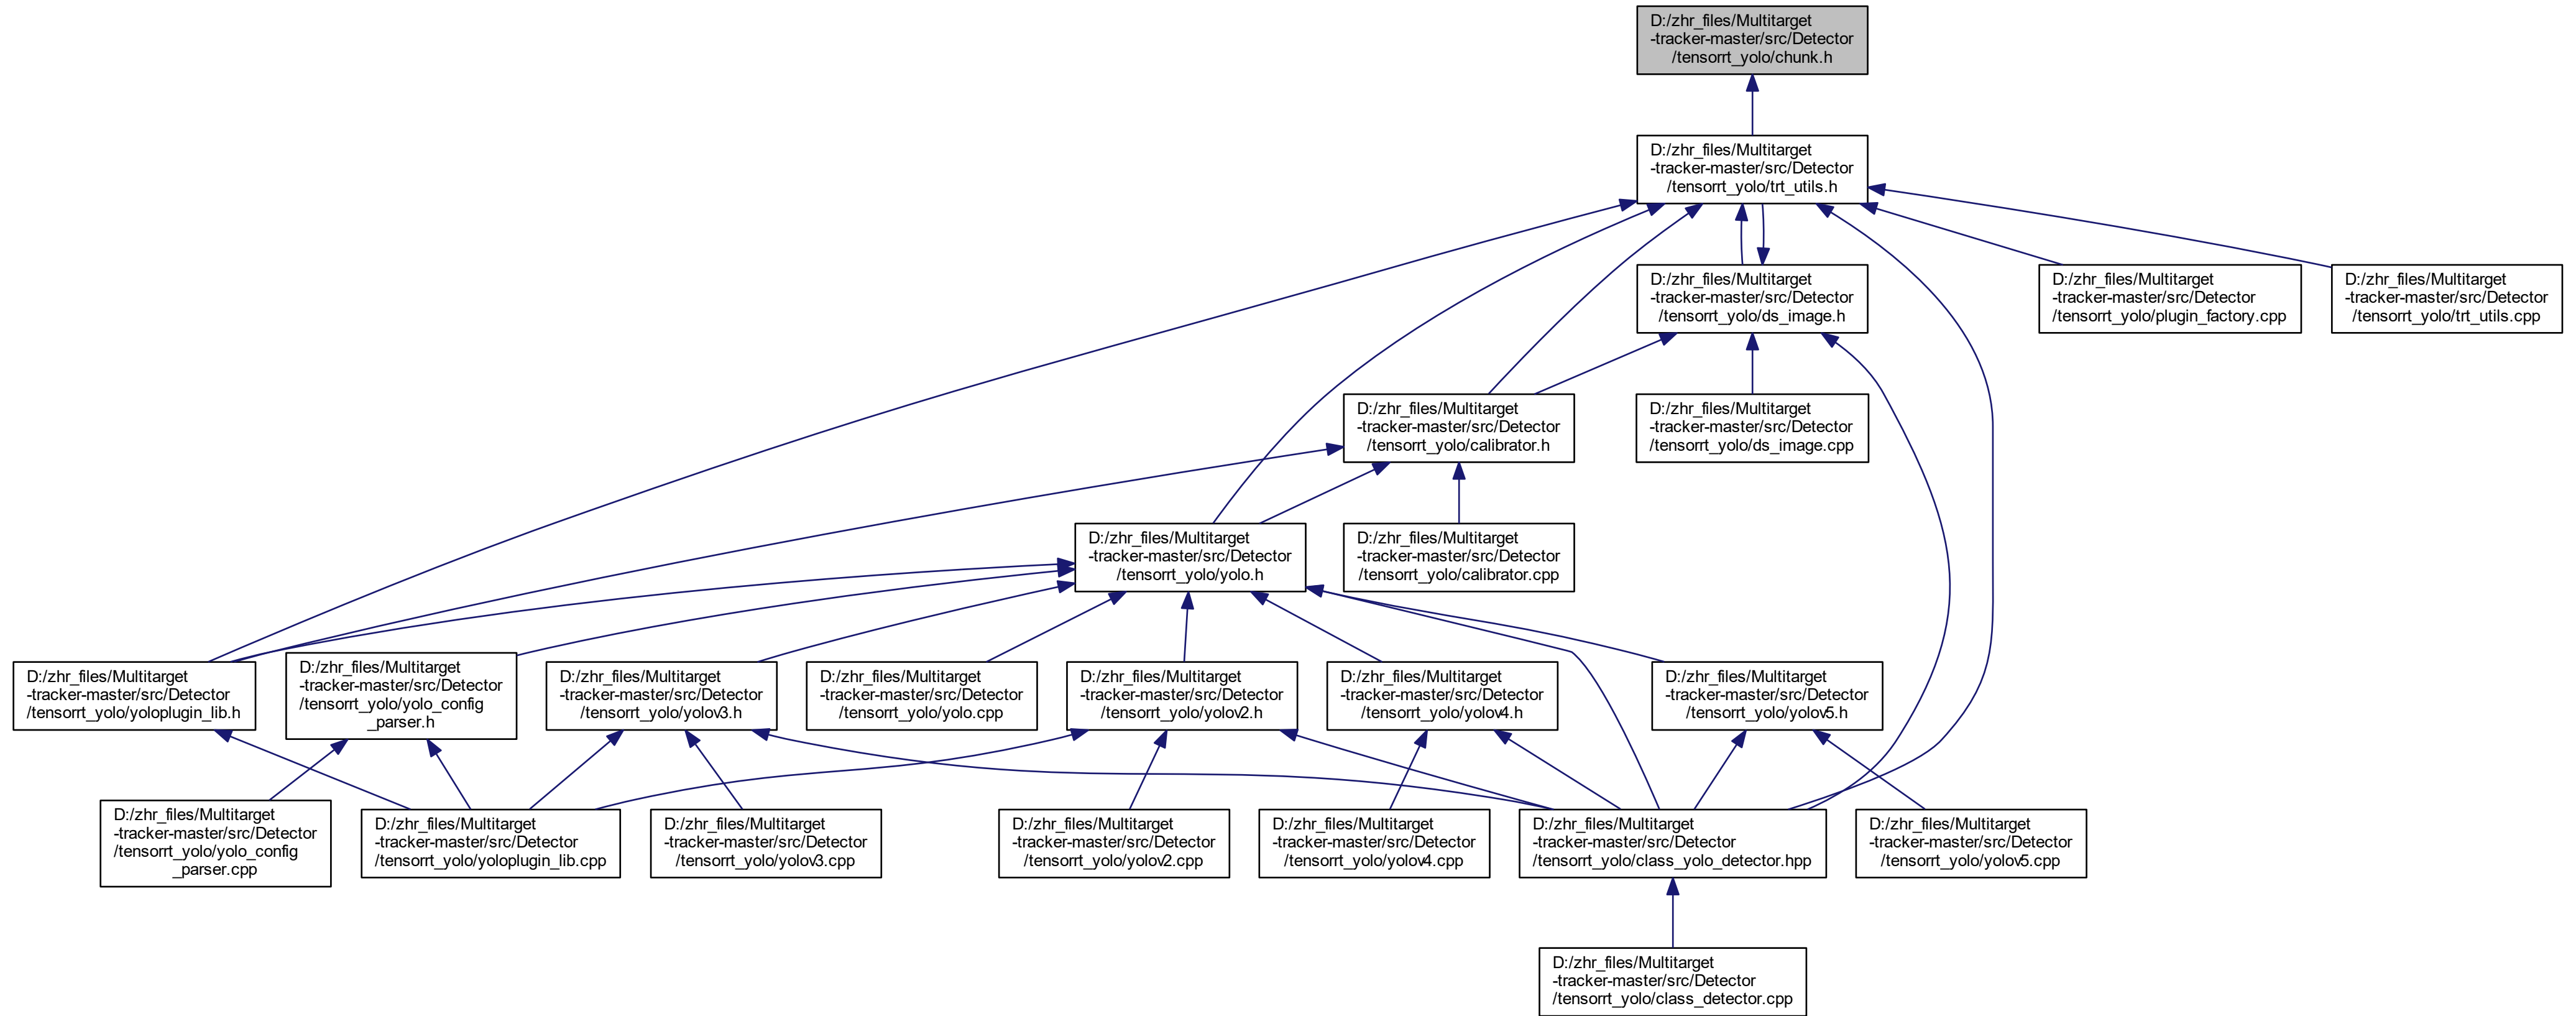 D:/zhr_files/Multitarget
-tracker-master/src/Detector
/tensorrt_yolo/chunk.h
D:/zhr_files/Multitarget
-tracker-master/src/Detector
/tensorrt_yolo/trt_utils.h
D:/zhr_files/Multitarget
-tracker-master/src/Detector
/tensorrt_yolo/ds_image.h
D:/zhr_files/Multitarget
-tracker-master/src/Detector
/tensorrt_yolo/plugin_factory.cpp
D:/zhr_files/Multitarget
-tracker-master/src/Detector
/tensorrt_yolo/trt_utils.cpp
D:/zhr_files/Multitarget
-tracker-master/src/Detector
/tensorrt_yolo/calibrator.h
D:/zhr_files/Multitarget
-tracker-master/src/Detector
/tensorrt_yolo/ds_image.cpp
D:/zhr_files/Multitarget
-tracker-master/src/Detector
/tensorrt_yolo/yolo.h
D:/zhr_files/Multitarget
-tracker-master/src/Detector
/tensorrt_yolo/calibrator.cpp
D:/zhr_files/Multitarget
-tracker-master/src/Detector
/tensorrt_yolo/yoloplugin_lib.h
D:/zhr_files/Multitarget
-tracker-master/src/Detector
/tensorrt_yolo/yolo_config
_parser.h
D:/zhr_files/Multitarget
-tracker-master/src/Detector
/tensorrt_yolo/yolov3.h
D:/zhr_files/Multitarget
-tracker-master/src/Detector
/tensorrt_yolo/yolo.cpp
D:/zhr_files/Multitarget
-tracker-master/src/Detector
/tensorrt_yolo/yolov2.h
D:/zhr_files/Multitarget
-tracker-master/src/Detector
/tensorrt_yolo/yolov4.h
D:/zhr_files/Multitarget
-tracker-master/src/Detector
/tensorrt_yolo/yolov5.h
D:/zhr_files/Multitarget
-tracker-master/src/Detector
/tensorrt_yolo/yolo_config
_parser.cpp
D:/zhr_files/Multitarget
-tracker-master/src/Detector
/tensorrt_yolo/yoloplugin_lib.cpp
D:/zhr_files/Multitarget
-tracker-master/src/Detector
/tensorrt_yolo/yolov3.cpp
D:/zhr_files/Multitarget
-tracker-master/src/Detector
/tensorrt_yolo/yolov2.cpp
D:/zhr_files/Multitarget
-tracker-master/src/Detector
/tensorrt_yolo/yolov4.cpp
D:/zhr_files/Multitarget
-tracker-master/src/Detector
/tensorrt_yolo/class_yolo_detector.hpp
D:/zhr_files/Multitarget
-tracker-master/src/Detector
/tensorrt_yolo/yolov5.cpp
D:/zhr_files/Multitarget
-tracker-master/src/Detector
/tensorrt_yolo/class_detector.cpp